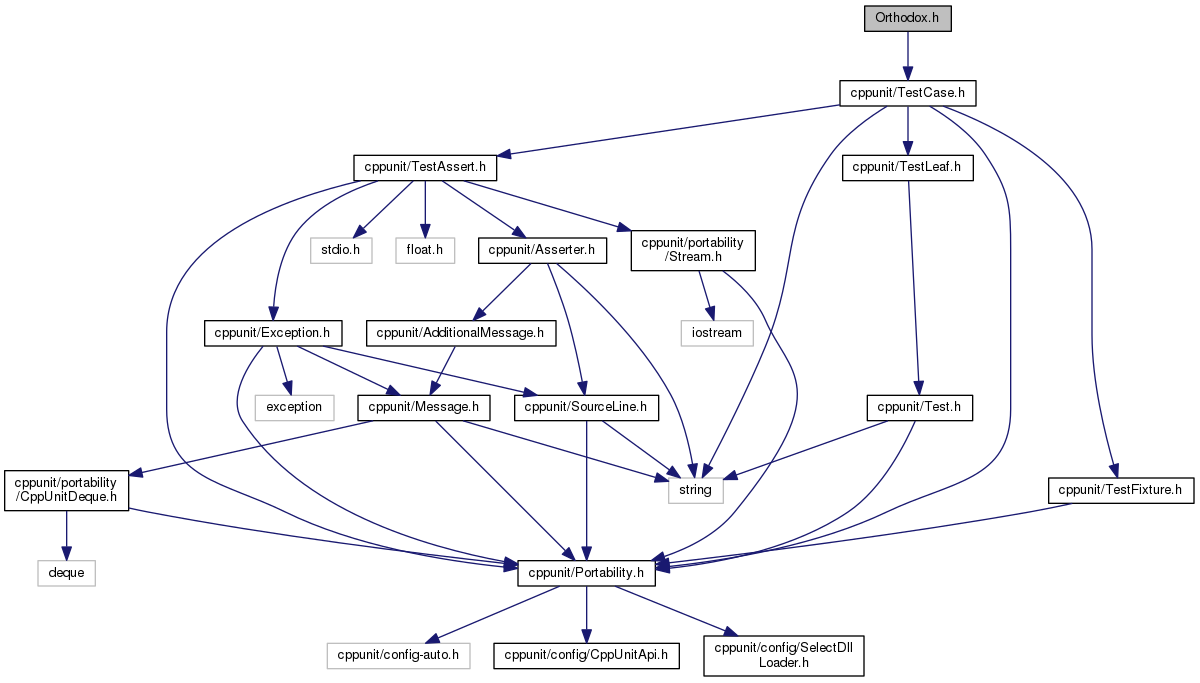 Orthodox.h
cppunit/TestCase.h
cppunit/TestAssert.h
cppunit/TestLeaf.h
stdio.h
float.h
cppunit/Asserter.h
cppunit/portability
/Stream.h
cppunit/Exception.h
cppunit/AdditionalMessage.h
iostream
exception
cppunit/Message.h
cppunit/SourceLine.h
cppunit/Test.h
cppunit/portability
/CppUnitDeque.h
string
cppunit/TestFixture.h
deque
cppunit/Portability.h
cppunit/config-auto.h
cppunit/config/CppUnitApi.h
cppunit/config/SelectDll
Loader.h